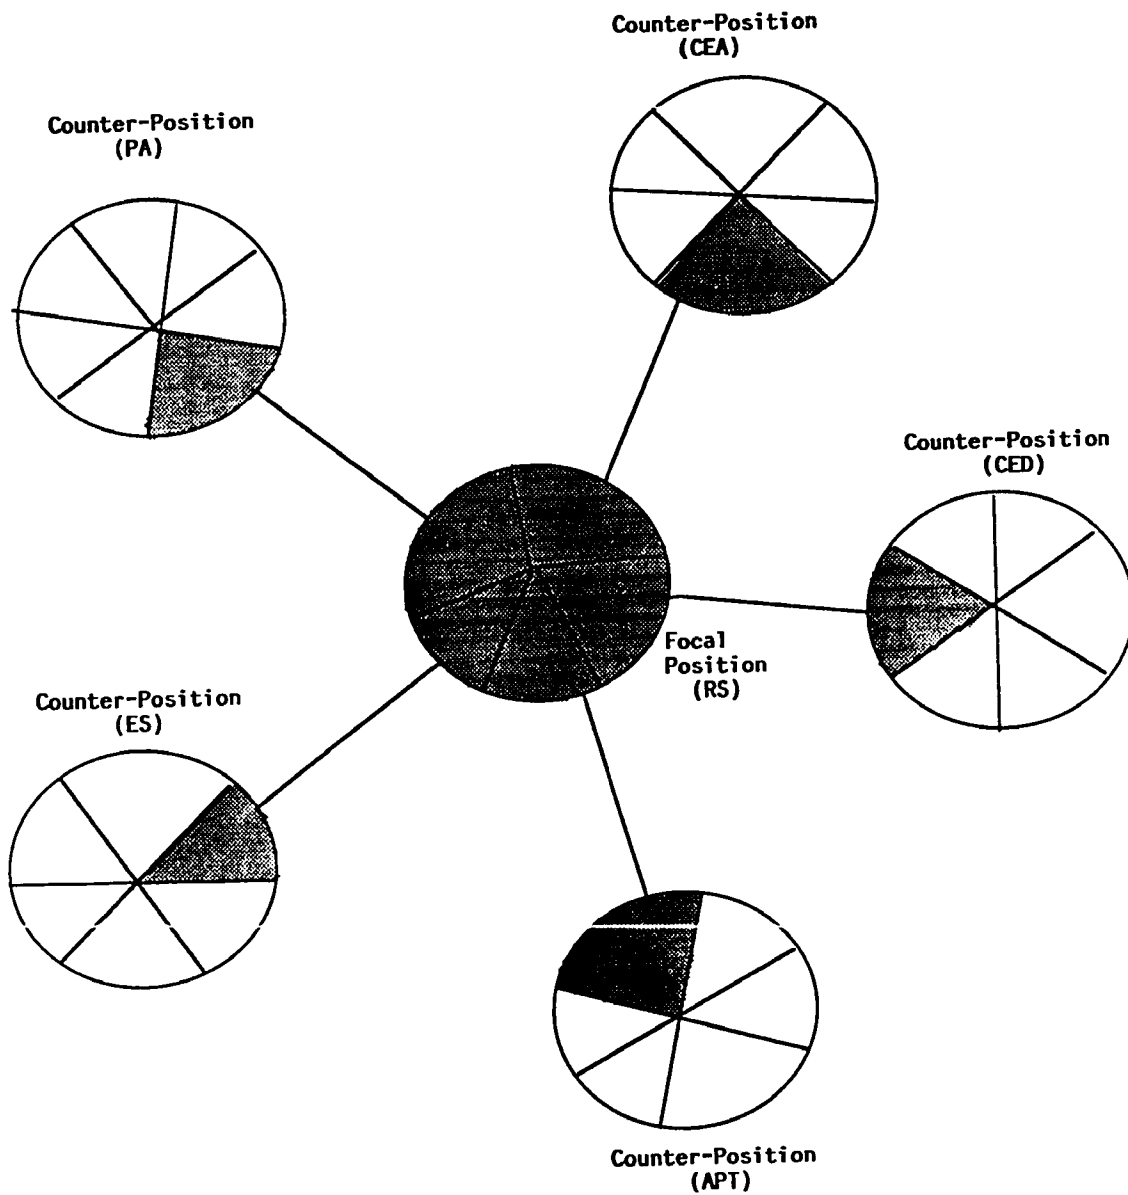 Counter-Position
(CEA)
Counter-Position
(PA)
Counter-Position
(CED)
Focal
Position
(RS)
Counter-Position
(ES)
Counter-Position
(APT)